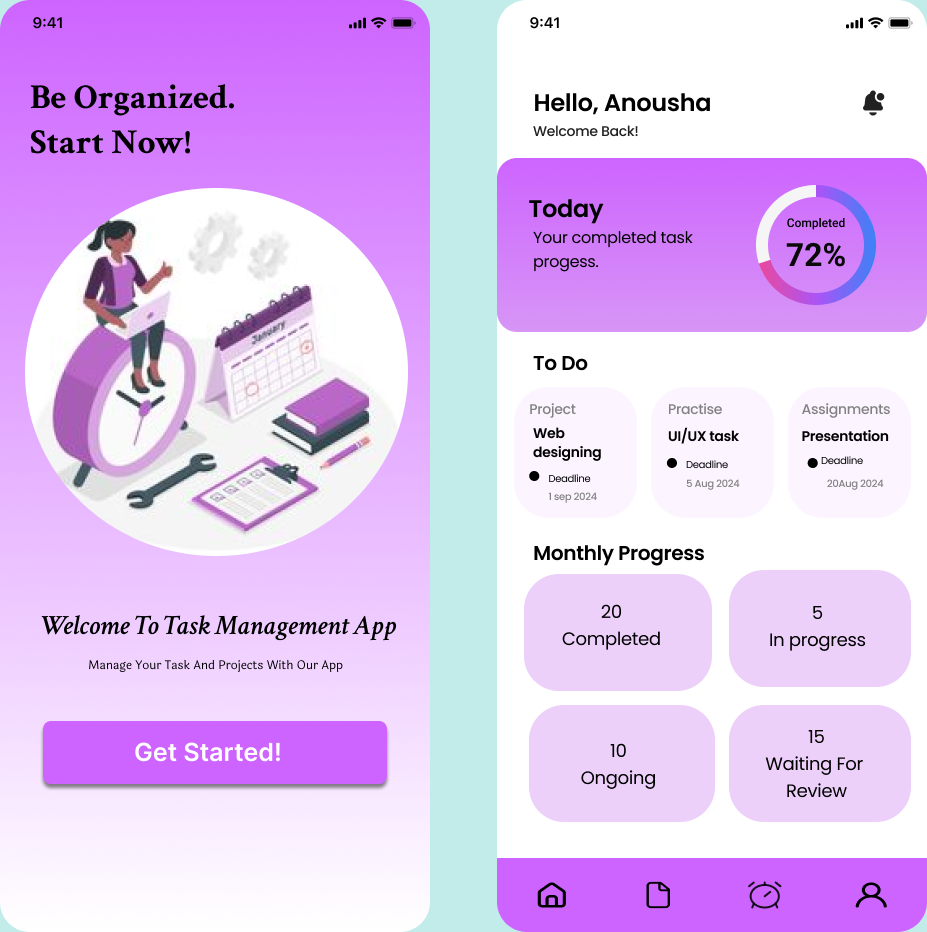 9:41
Be Organized.
Start Now!
January
Welcome To Task Management App
Manage Your Task And Projects With Our App
Get Started!
9:41
Hello, Anousha
Welcome Back!
Today
Your completed task
progess.
Completed
72%
To Do
Project
Web
designing
Deadline
1 sep 2024
Practise
UI/UX task
Deadline
5 Aug 2024
Assignments
Presentation
Deadline
20Aug 2024
Monthly Progress
20
Completed
5
In progress
10
Ongoing
15
Waiting For
Review